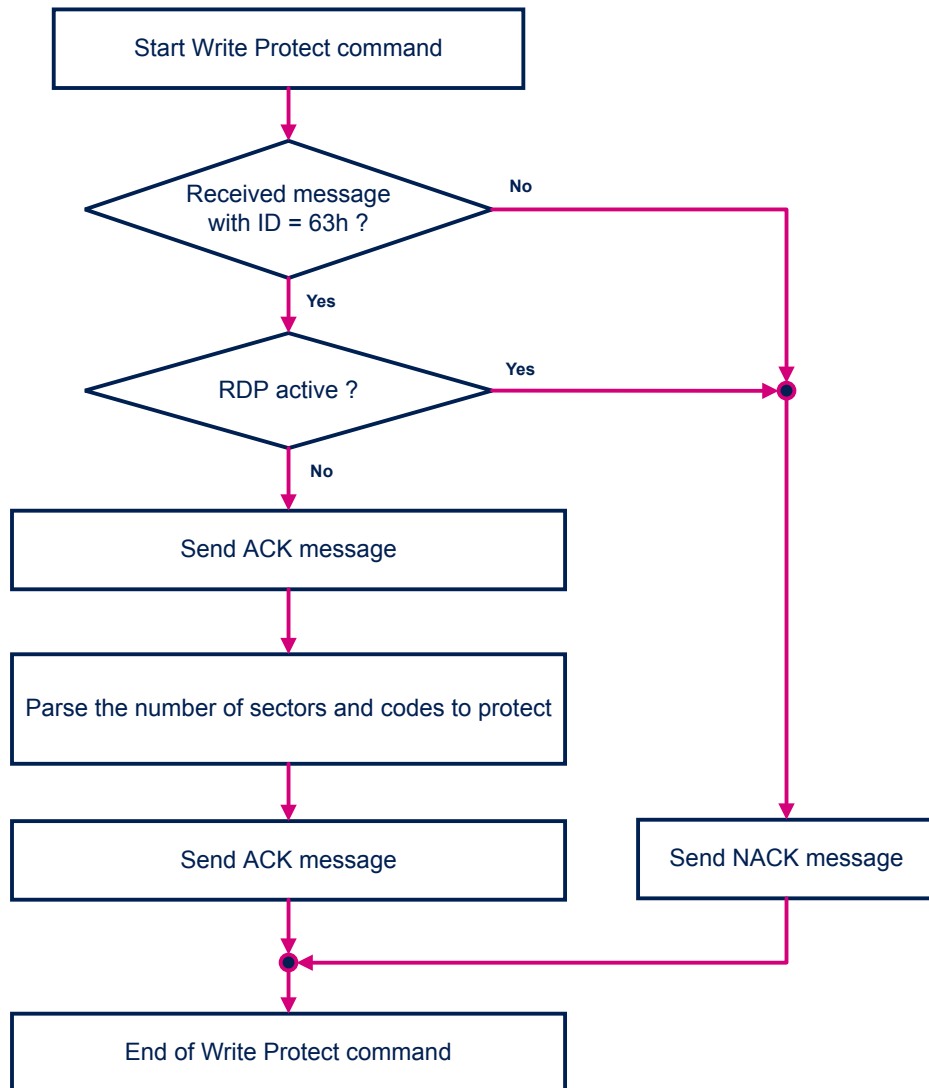 Start Write Protect command
Received message
with ID = 63h ?
No
Yes
RDP active ?
Yes
No
Send ACK message
Parse the number of sectors and codes to protect
Send ACK message
Send NACK message
End of Write Protect command